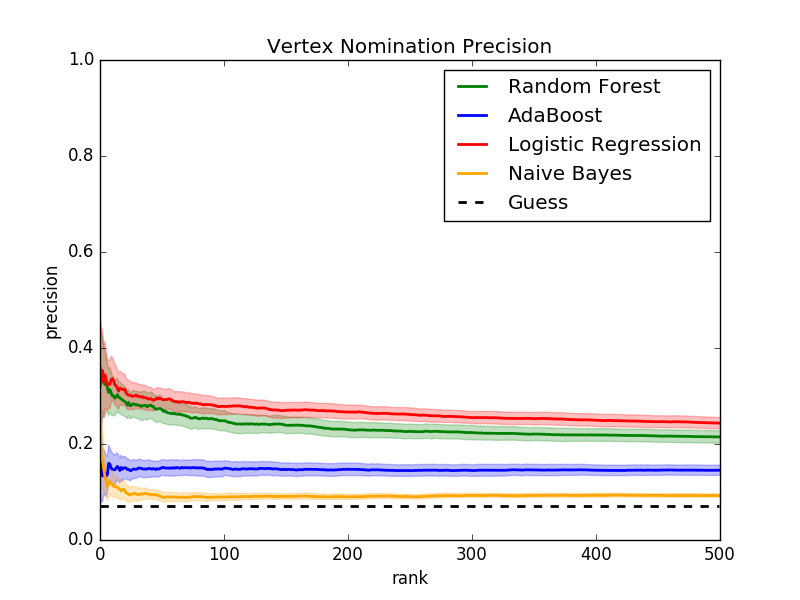 Vertex Nomination Precision
1.0
0.8
0.6
0.4
0.2
0.0
precision
Random Forest
AdaBoost
Logistic Regression
Naive Bayes
Guess
0 100 200 300 400 500
rank